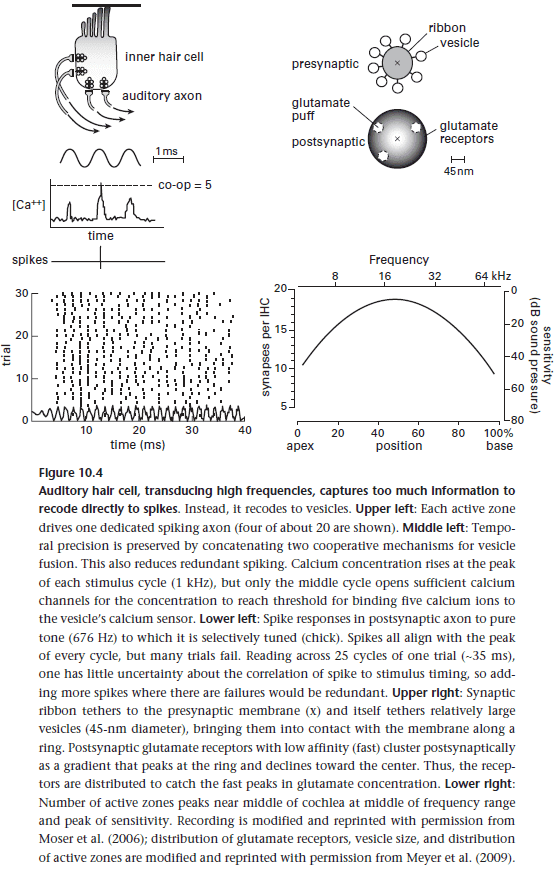 inner hair cell
auditory axon
1 ms
co-op = 5
[Ca++]
time
spikes
ribbon
vesicle
presynaptic
glutamate
puff
postsynaptic
glutamate
receptors
45nm
30
20
10
0
trial
10 20 30 40
time (ms)
Frequency
8 16 32 64 kHz
20
15
10
5
synapses per IHC
0
20
40
60
80
sensitivity
(dB sound pressure)
0 20 40 60 80 100%
apex position base
Figure 10.4
Auditory hair cell, transducing high frequencies, captures too much information to
recode directly to spikes. Instead, it recodes to vesicles. Upper left: Each active zone
drives one dedicated spiking axon (four of about 20 are shown). Middle left: Tempo-
ral precision is preserved by concatenating two cooperative mechanisms for vesicle
fusion. This also reduces redundant spiking. Calcium concentration rises at the peak
of each stimulus cycle (1 kHz), but only the middle cycle opens sufficient calcium
channels for the concentration to reach threshold for binding five calcium ions to
the vesicle's calcium sensor. Lower left: Spike responses in postsynaptic axon to pure
tone (676 Hz) to which it is selectively tuned (chick). Spikes all align with the peak
of every cycle, but many trials fail. Reading across 25 cycles of one trial (~35 ms),
one has little uncertainty about the correlation of spike to stimulus timing, so add-
ing more spikes where there are failures would be redundant. Upper right: Synaptic
ribbon tethers to the presynaptic membrane (x) and itself tethers relatively large
vesicles (45-nm diameter), bringing them into contact with the membrane along a
ring. Postsynaptic glutamate receptors with low affinity (fast) cluster postsynaptically
as a gradient that peaks at the ring and declines toward the center. Thus, the recep-
tors are distributed to catch the fast peaks in glutamate concentration. Lower right:
Number of active zones peaks near middle of cochlea at middle of frequency range
and peak of sensitivity. Recording is modified and reprinted with permission from
Moser et al. (2006); distribution of glutamate receptors, vesicle size, and distribution
of active zones are modified and reprinted with permission from Meyer et al. (2009).